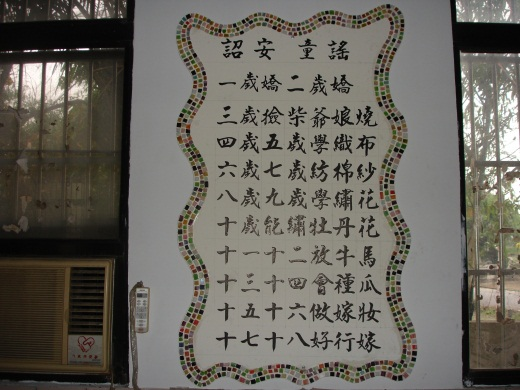 詔安童謠
一歲嬌二歲嬌
三歲撿柴爺娘燒
四歲五歲學織布
六歲七歲紡棉紗
八歲九歲學繡花
十歲能繡牡丹花
十一十二放牛馬
十三十四會種瓜
十五十六做嫁妝
十七十八好行嫁